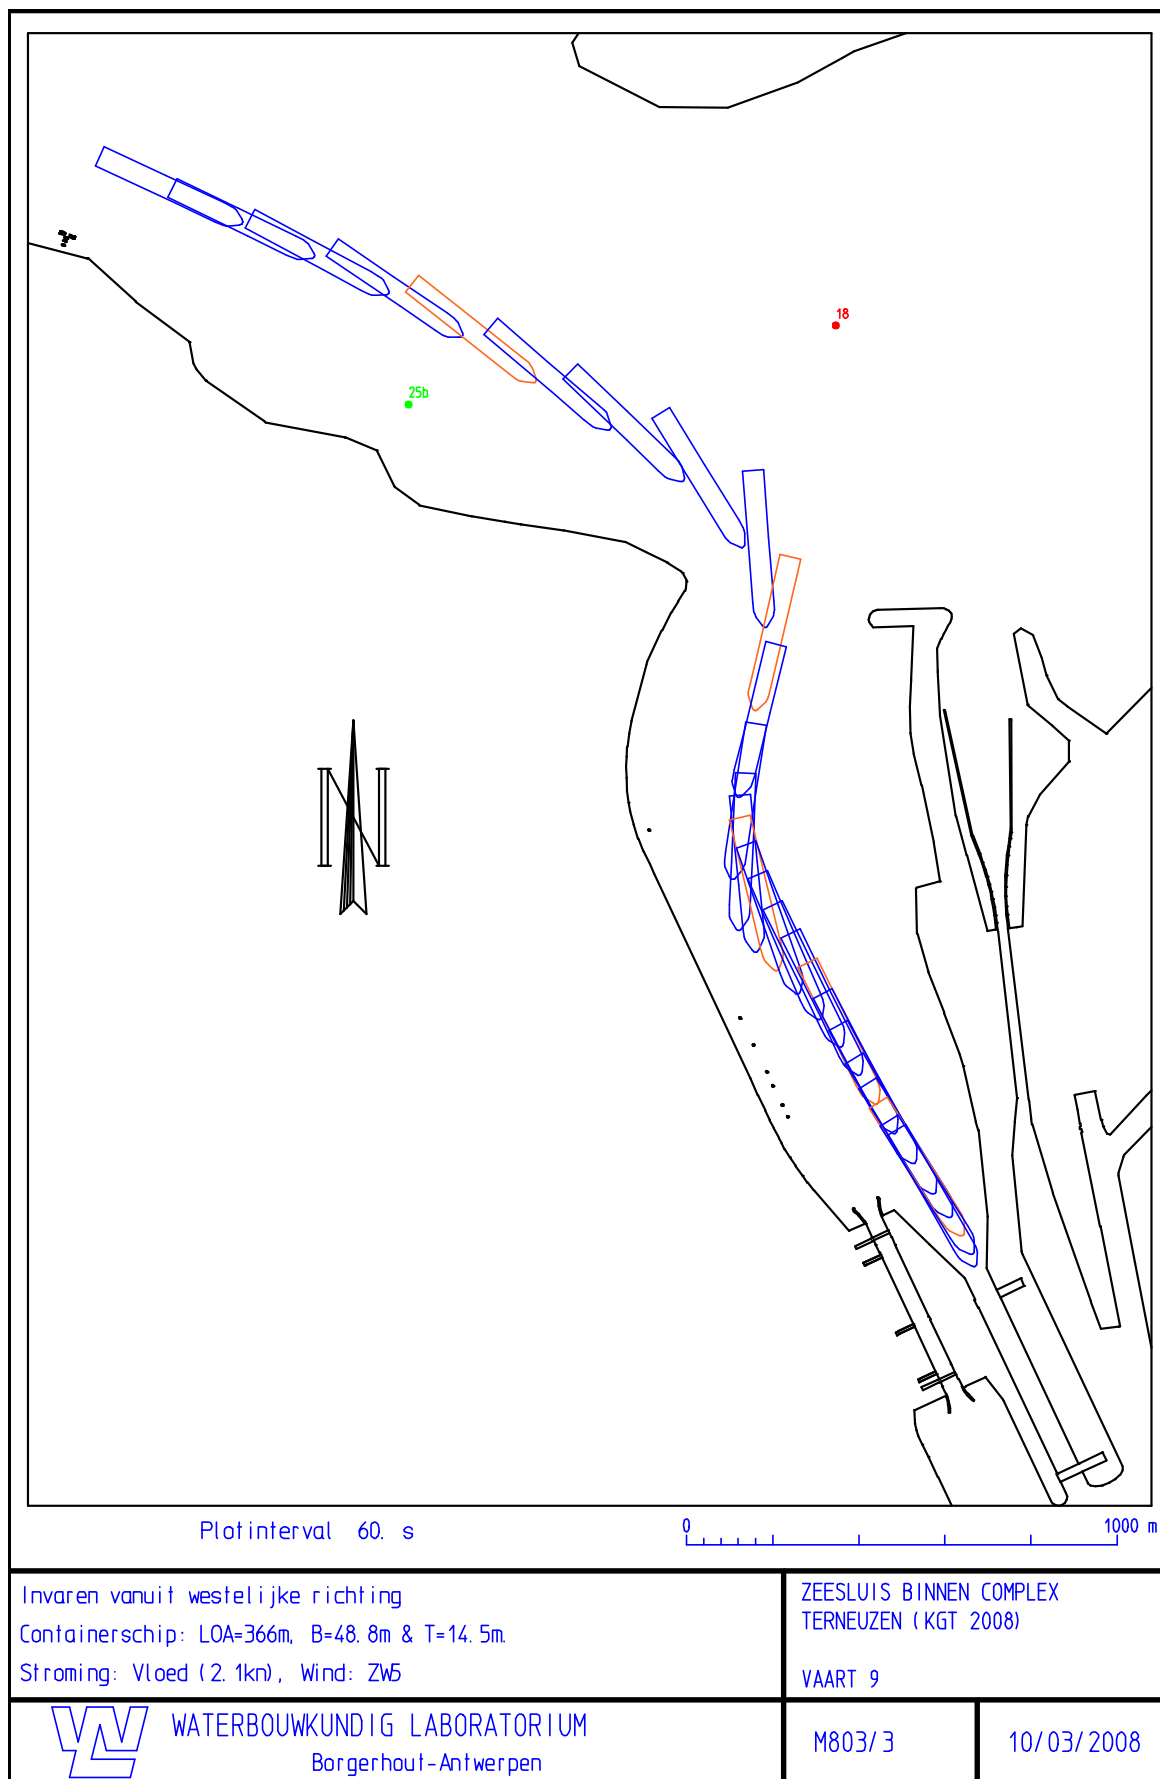 18
25b
N
Plotinterval 60. s
0 1000 m
Invaren vanuit westelijke richting
Containerschip: LOA=366m, B=48.8m & T=14.5m.
Stroming: Vloed (2.1kn), Wind: ZW5
ZEESLUIS BINNEN COMPLEX
TERNEUZEN (KGT 2008)
VAART 9
WATERBOUWKUNDIG LABORATORIUM
Borgerhout-Antwerpen
M803/3
10/03/2008